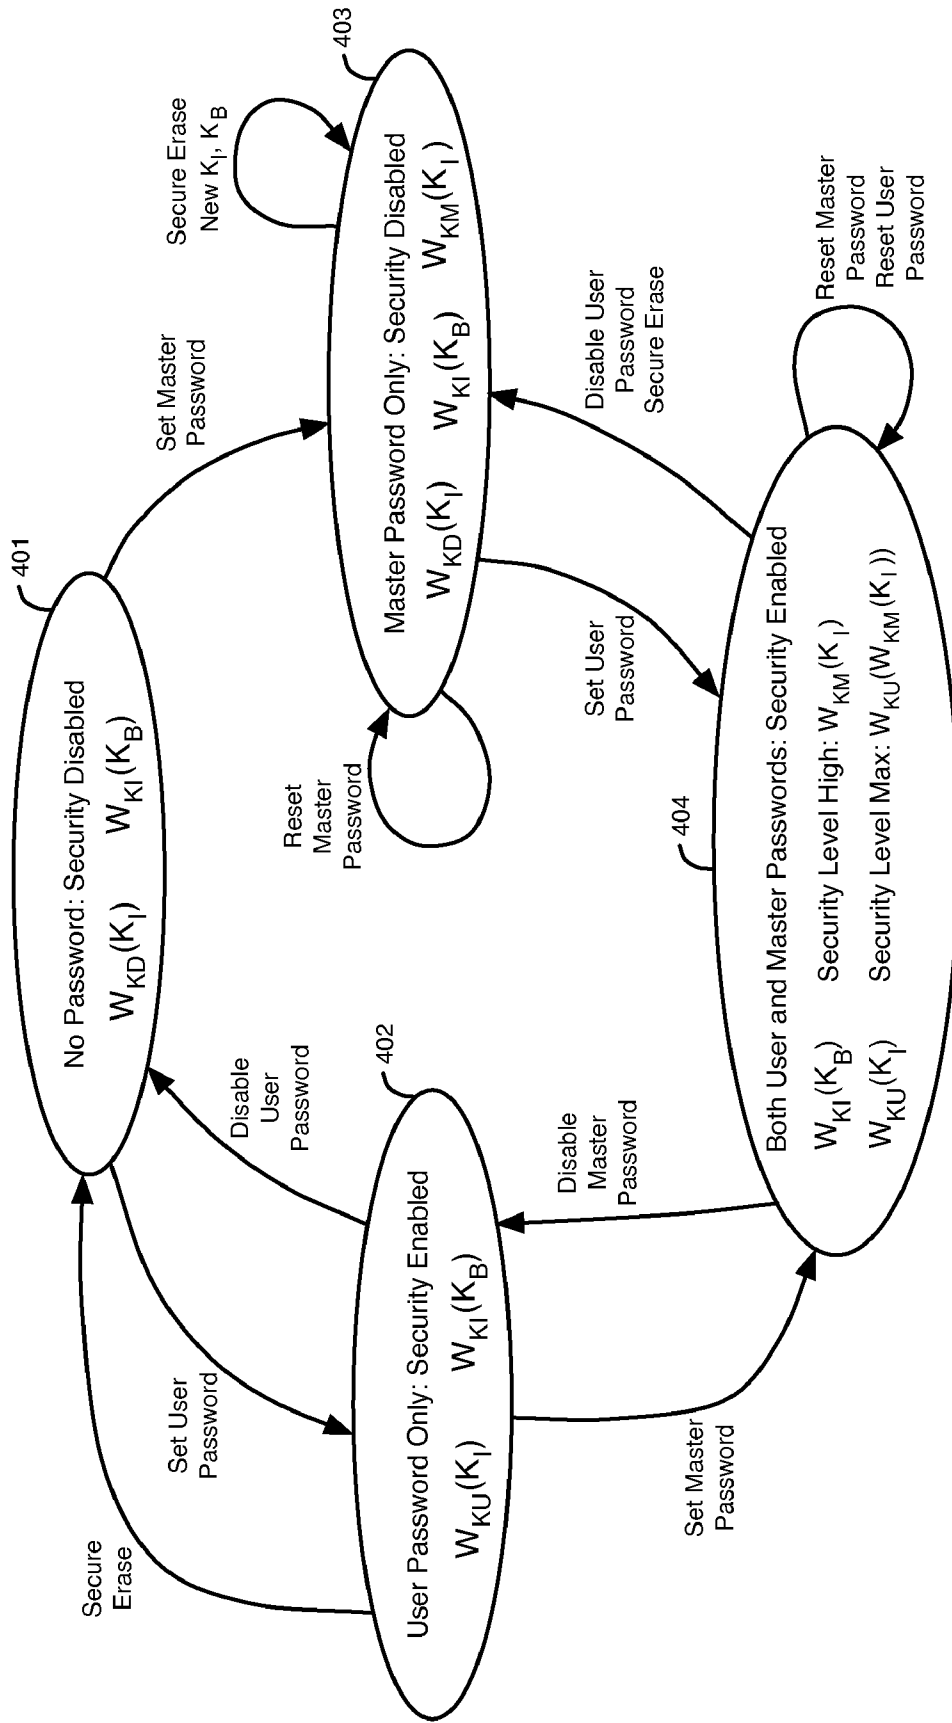 401
No Password: Security Disabled
W_KD(K_I) W_KI(K_B)
Secure
Erase
Set User
Password
Disable
User
Password
Set Master
Password
Secure Erase
New K_I, K_B
402
User Password Only: Security Enabled
W_KU(K_I) W_KI(K_B)
403
Master Password Only: Security Disabled
W_KD(K_I) W_KI(K_B) W_KM(K_I)
Reset
Master
Password
Set Master
Password
Disable
Master
Password
Set User
Password
Disable User
Password
Secure Erase
404
Both User and Master Passwords: Security Enabled
W_KI(K_B) Security Level High: W_KM(K_I)
W_KU(K_I) Security Level Max: W_KU(W_KM(K_I))
Reset Master
Password
Reset User
Password